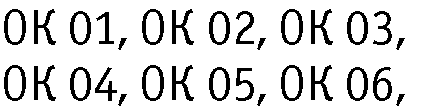 ОК 01, ОК 02, ОК 03,
ОК 04, ОК 05, ОК 06,